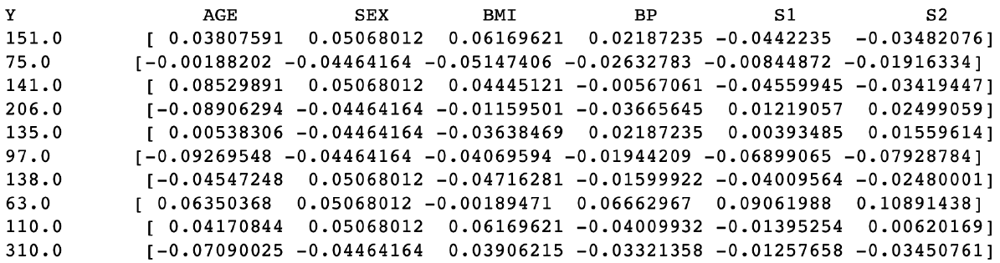 Y AGE SEX BMI BP S1 S2
151.0 [ 0.03807591 0.05068012 0.06169621 0.02187235 -0.0442235 -0.03482076]
75.0 [-0.00188202 -0.04464164 -0.05147406 -0.02632783 -0.00844872 -0.01916334]
141.0 [ 0.08529891 0.05068012 0.04445121 -0.00567061 -0.04559945 -0.03419447]
206.0 [-0.08906294 -0.04464164 -0.01159501 -0.03665645 0.01219057 0.02499059]
135.0 [ 0.00538306 -0.04464164 -0.03638469 0.02187235 0.00393485 0.01559614]
97.0 [-0.09269548 -0.04464164 -0.04069594 -0.01944209 -0.06899065 -0.07928784]
138.0 [-0.04547248 0.05068012 -0.04716281 -0.01599922 -0.04009564 -0.02480001]
63.0 [ 0.06350368 0.05068012 -0.00189471 0.06662967 0.09061988 0.10891438]
110.0 [ 0.04170844 0.05068012 0.06169621 -0.04009932 -0.01395254 0.00620169]
310.0 [-0.07090025 -0.04464164 0.03906215 -0.03321358 -0.01257658 -0.03450761]